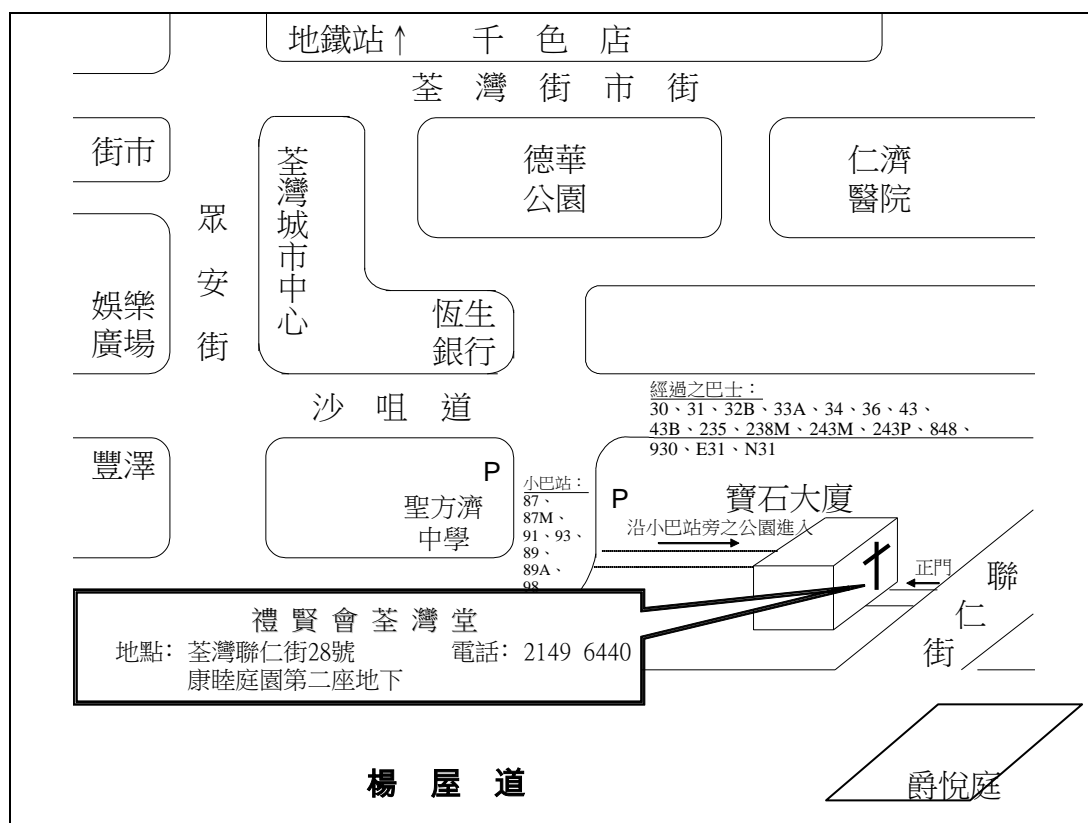 地鐵站↑ 千色店
荃灣街市街
街市
荃灣城市中心
德華
公園
仁濟
醫院
眾安街
娛樂
廣場
恆生
銀行
沙咀道
經過之巴士：
30、31、32B、33A、34、36、43、
43B、235、238M、243M、243P、848、
930、E31、N31
豐澤
P
聖方濟
中學
小巴站：
87、
87M、
91、93、
89、
89A、
98
P
寶石大廈
沿小巴站旁之公園進入
正門
聯仁街
禮賢會荃灣堂
地點: 荃灣聯仁街28號 電話: 2149 6440
康睦庭園第二座地下
楊屋道
爵悅庭